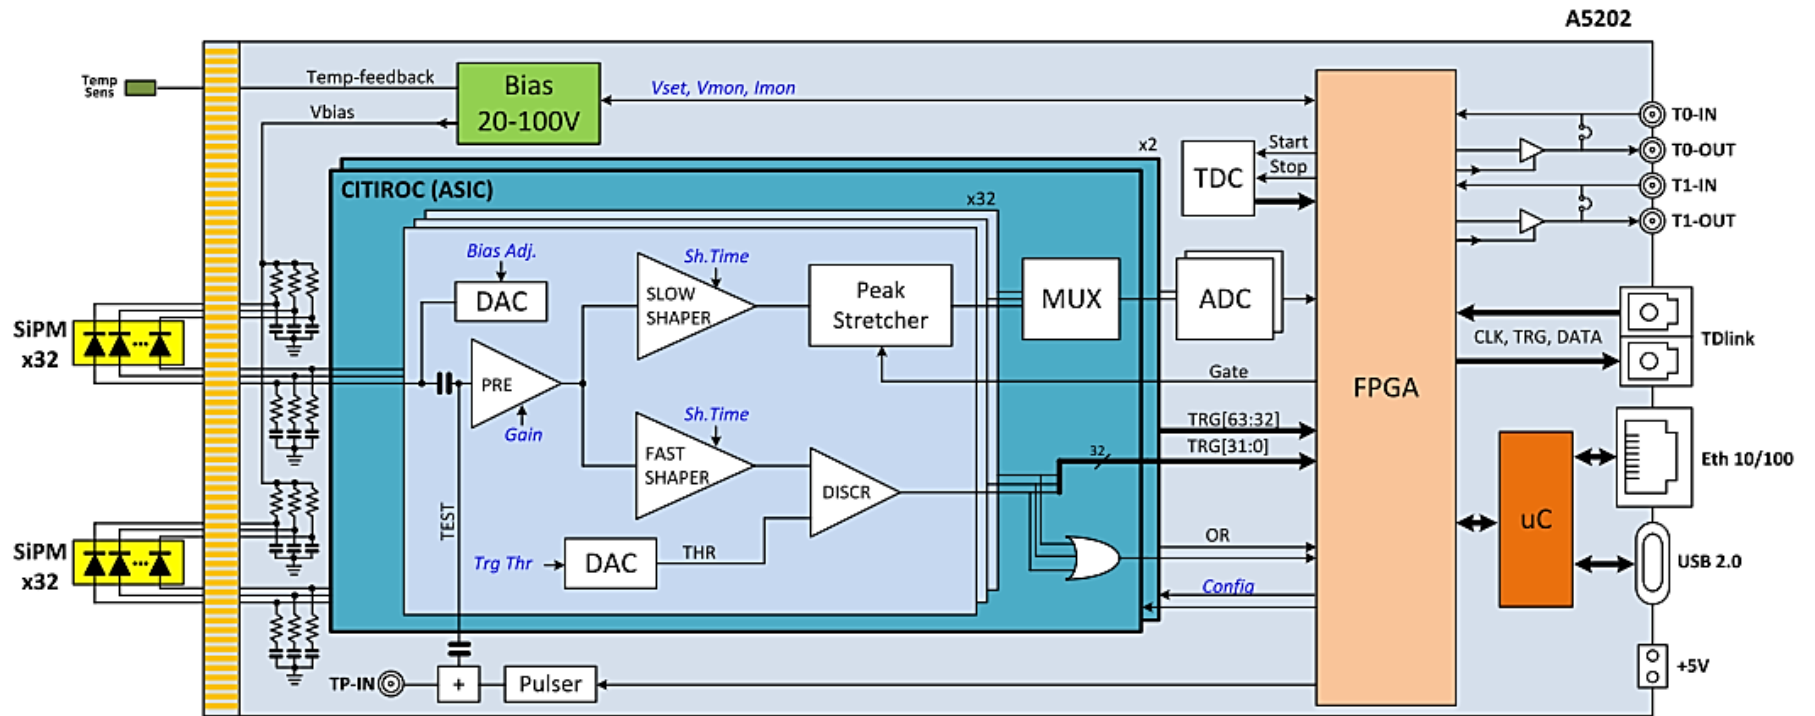 A5202
Temp
Sens
Temp-feedback
Bias
20-100V
Vset, Vmon, Imon
Vbias
T0-IN
T0-OUT
T1-IN
T1-OUT
x2
TDC
Start
Stop
CITIROC (ASIC)
x32
Bias Adj.
DAC
Sh.Time
SLOW
SHAPER
Peak
Stretcher
MUX
ADC
SiPM
x32
PRE
Gain
Gate
FPGA
CLK, TRG, DATA
TDlink
Sh.Time
FAST
SHAPER
DISCR
TRG[63:32]
32
TRG[31:0]
Eth 10/100
TEST
uC
SiPM
x32
Trg Thr
DAC
THR
OR
Config
USB 2.0
TP-IN
+
Pulser
+5V